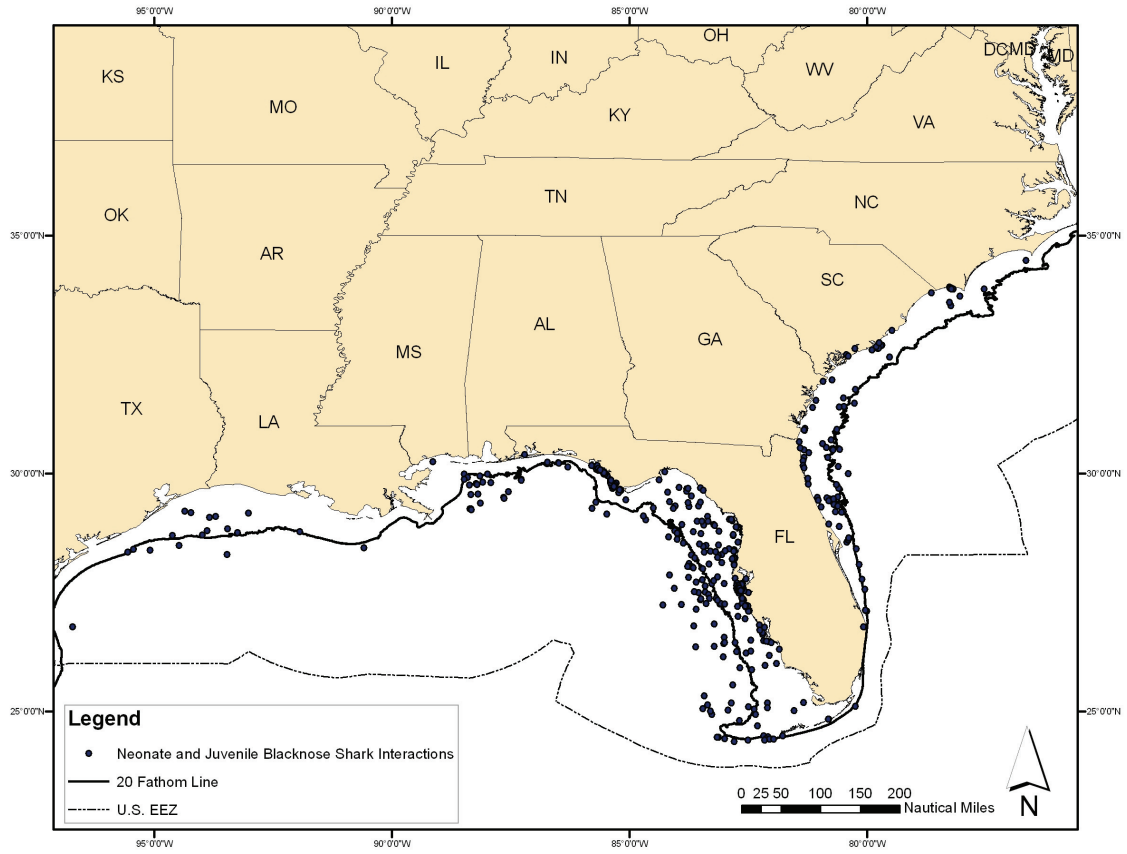 95°0'0"W 90°0'0"W 85°0'0"W 80°0'0"W
OH
DC MD MD
IN
IL
WV
KS
MO
KY
VA
TN
NC
OK
35°0'0"N 35°0'0"N
AR
SC
AL
GA
MS
TX
LA
30°0'0"N 30°0'0"N
FL
25°0'0"N 25°0'0"N
Legend
Neonate and Juvenile Blacknose Shark Interactions
20 Fathom Line
U.S. EEZ
0 25 50 100 150 200
Nautical Miles
N
95°0'0"W 90°0'0"W 85°0'0"W 80°0'0"W